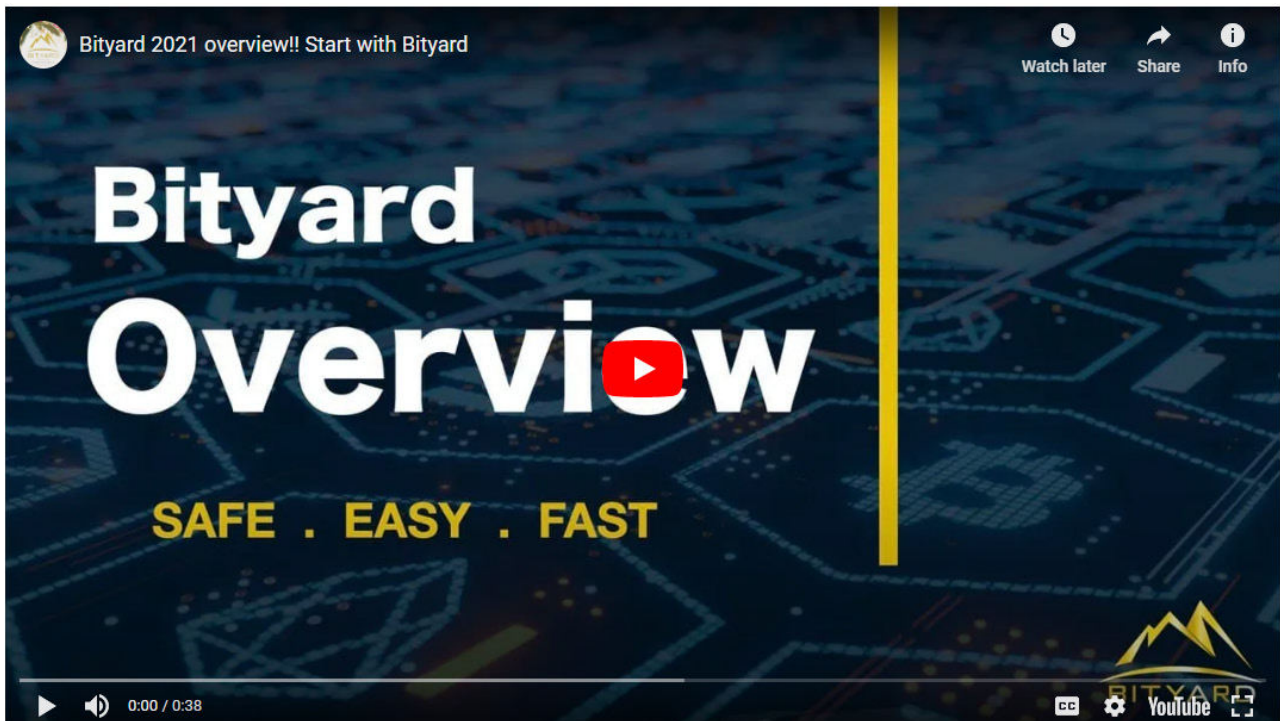 Bityard 2021 overview!! Start with Bityard
Watch later
Share
Info
Bityard
Overview
SAFE . EASY . FAST
BITYARD
0:00 / 0:38
CC
YouTube